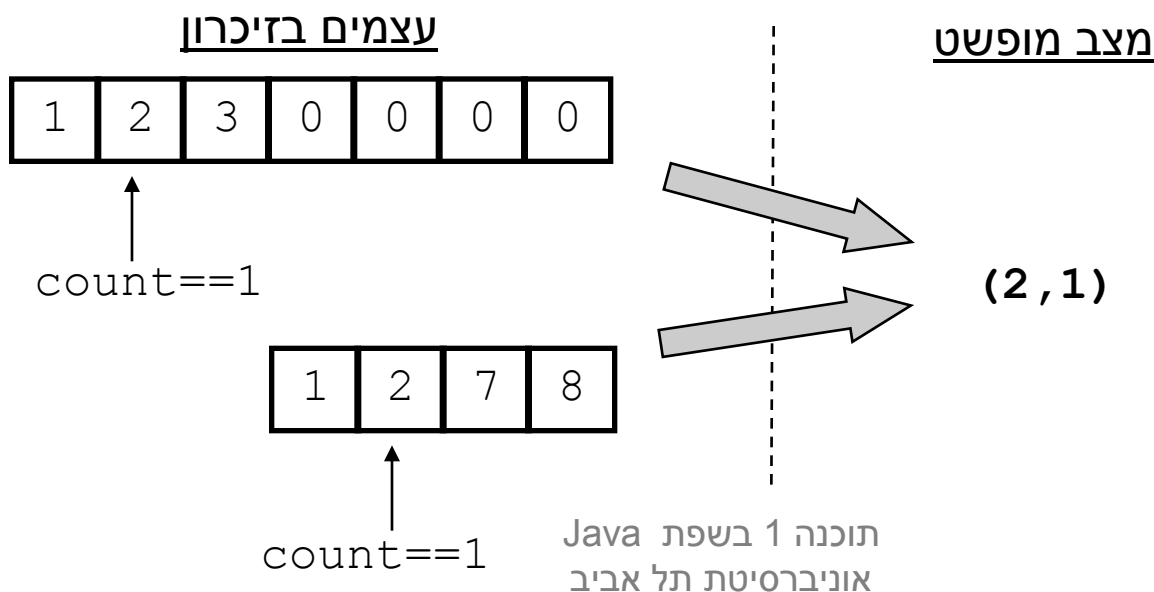 עצמים בזיכרון
מצב מופשט
1 2 3 0 0 0 0
count==1
(2,1)
1 2 7 8
count==1
תוכנה 1 בשפת Java
אוניברסיטת תל אביב